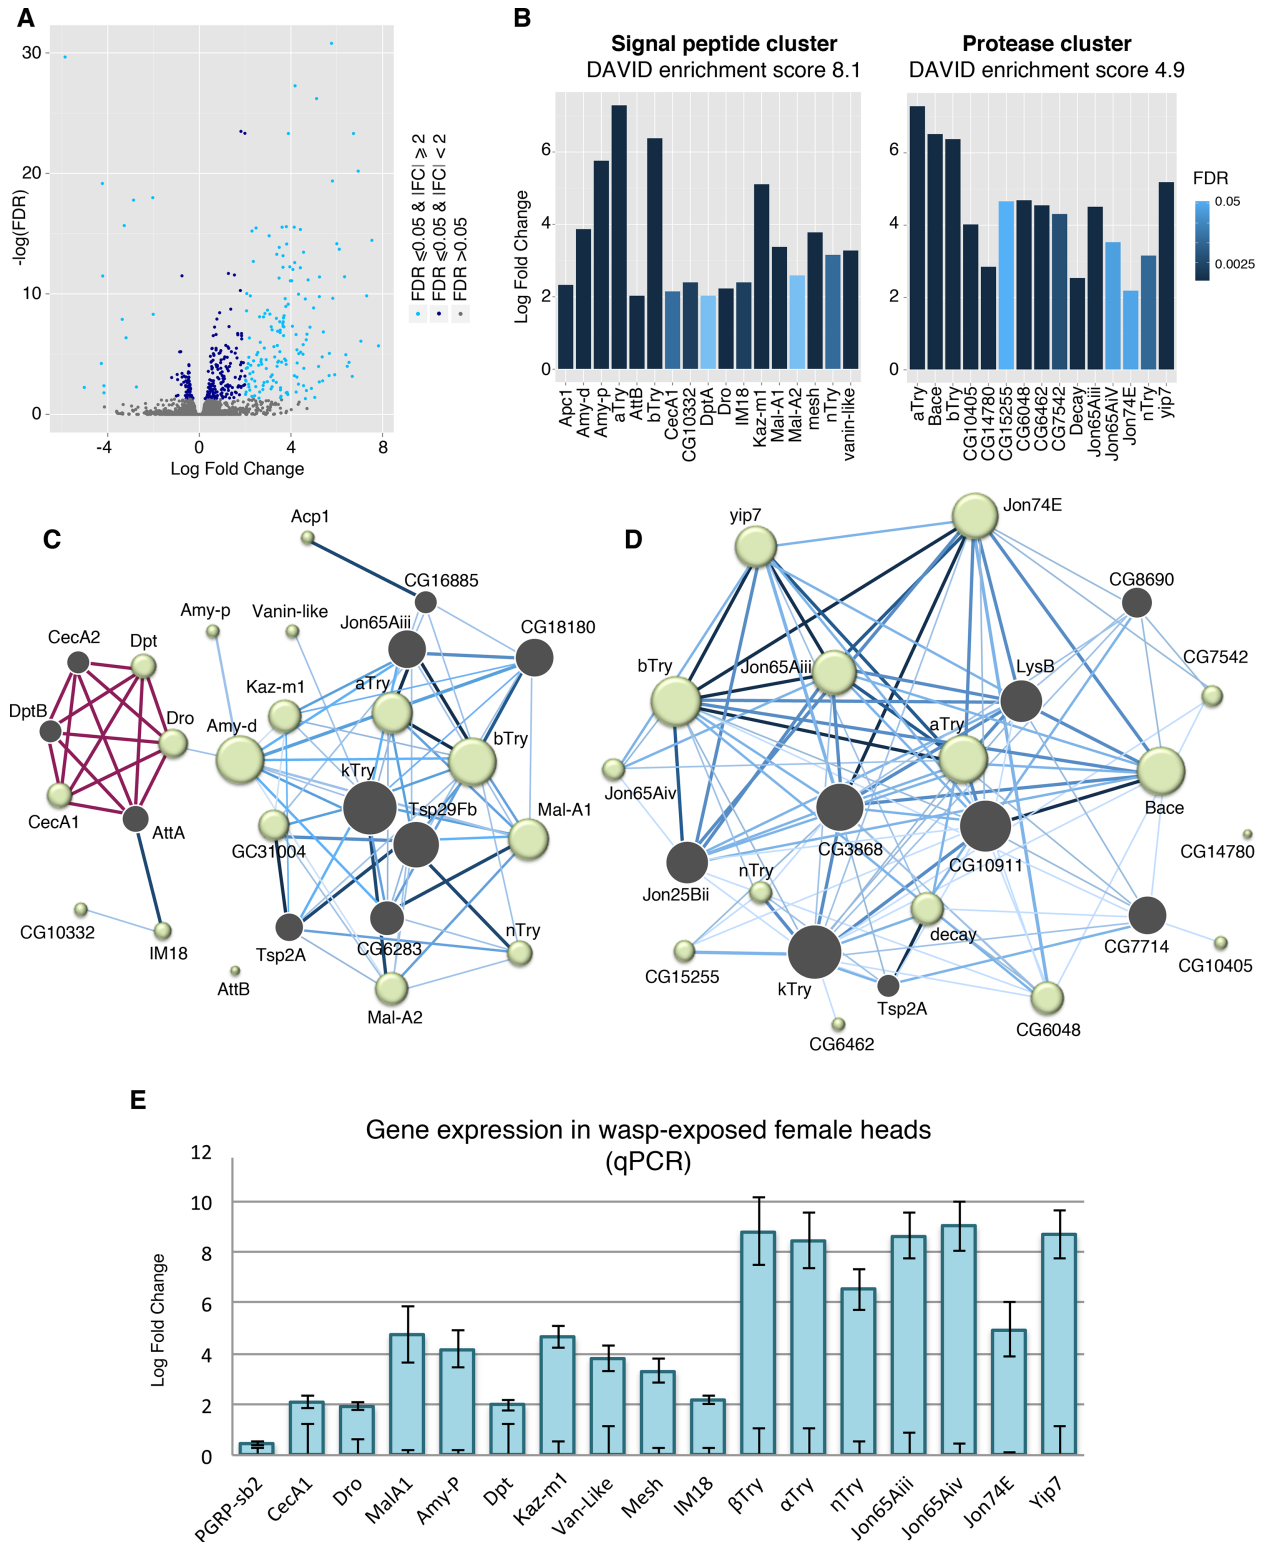 A
30
20
10
0
-log(FDR)
-4
0
4
8
Log Fold Change
FDR ⩽0.05 & |FC| ⩾ 2
FDR ⩽0.05 & |FC| < 2
FDR >0.05
B
Signal peptide cluster
DAVID enrichment score 8.1
6
4
2
0
Log Fold Change
Apc1
Amy-d
Amy-p
aTry
AttB
bTry
CecA1
CG10332
DptA
Dro
IM18
Kaz-m1
Mal-A1
Mal-A2
mesh
nTry
vanin-like
Protease cluster
DAVID enrichment score 4.9
6
4
2
0
aTry
Bace
bTry
CG10405
CG14780
CG15255
CG6048
CG6462
CG7542
Decay
Jon65Aiii
Jon65AiV
Jon74E
nTry
yip7
FDR
0.05
0.0025
C
Acp1
CG16885
Amy-p
Vanin-like
Jon65Aiii
CG18180
CecA2
Dpt
Kaz-m1
aTry
DptB
Dro
Amy-d
bTry
kTry
Tsp29Fb
Mal-A1
CecA1
AttA
GC31004
CG10332
IM18
Tsp2A
CG6283
nTry
AttB
Mal-A2
D
yip7
Jon74E
CG8690
bTry
Jon65Aiii
LysB
CG7542
aTry
Jon65Aiv
Bace
CG3868
CG14780
Jon25Bii
nTry
CG10911
decay
CG7714
CG15255
kTry
Tsp2A
CG10405
CG6462
CG6048
E
Gene expression in wasp-exposed female heads
(qPCR)
12
10
8
6
4
2
0
Log Fold Change
PGRP-sb2
CecA1
Dro
MalA1
Amy-P
Dpt
Kaz-m1
Van-Like
Mesh
IM18
βTry
αTry
ηTry
Jon65Aiii
Jon65Aiv
Jon74E
Yip7